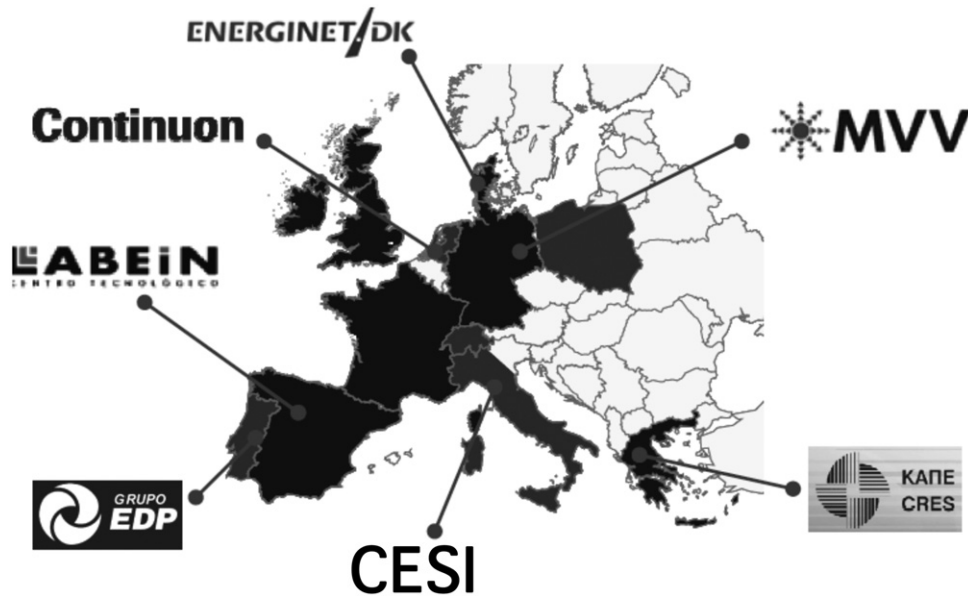 ENERGINET/DK
Continuon
MVV
LABEiN
CENTRO TECNOLÓGICO
GRUPO
EDP
ΚΑΠΕ
CRES
CESI